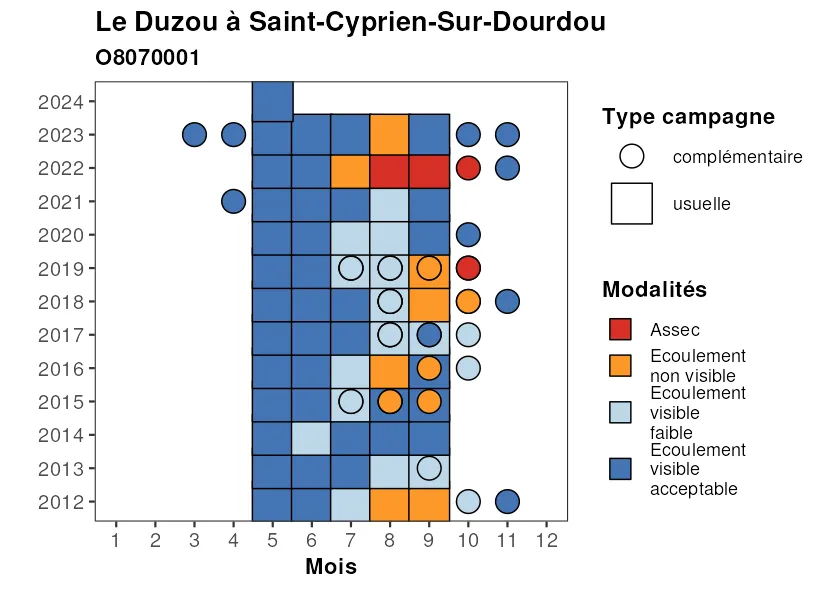 Le Duzou à Saint-Cyprien-Sur-Dourdou
O8070001
2024
2023
2022
2021
2020
2019
2018
2017
2016
2015
2014
2013
2012
1 2 3 4 5 6 7 8 9 10 11 12
Mois
Type campagne
complémentaire
usuelle
Modalités
Assec
Ecoulement
non visible
Ecoulement
visible
faible
Ecoulement
visible
acceptable